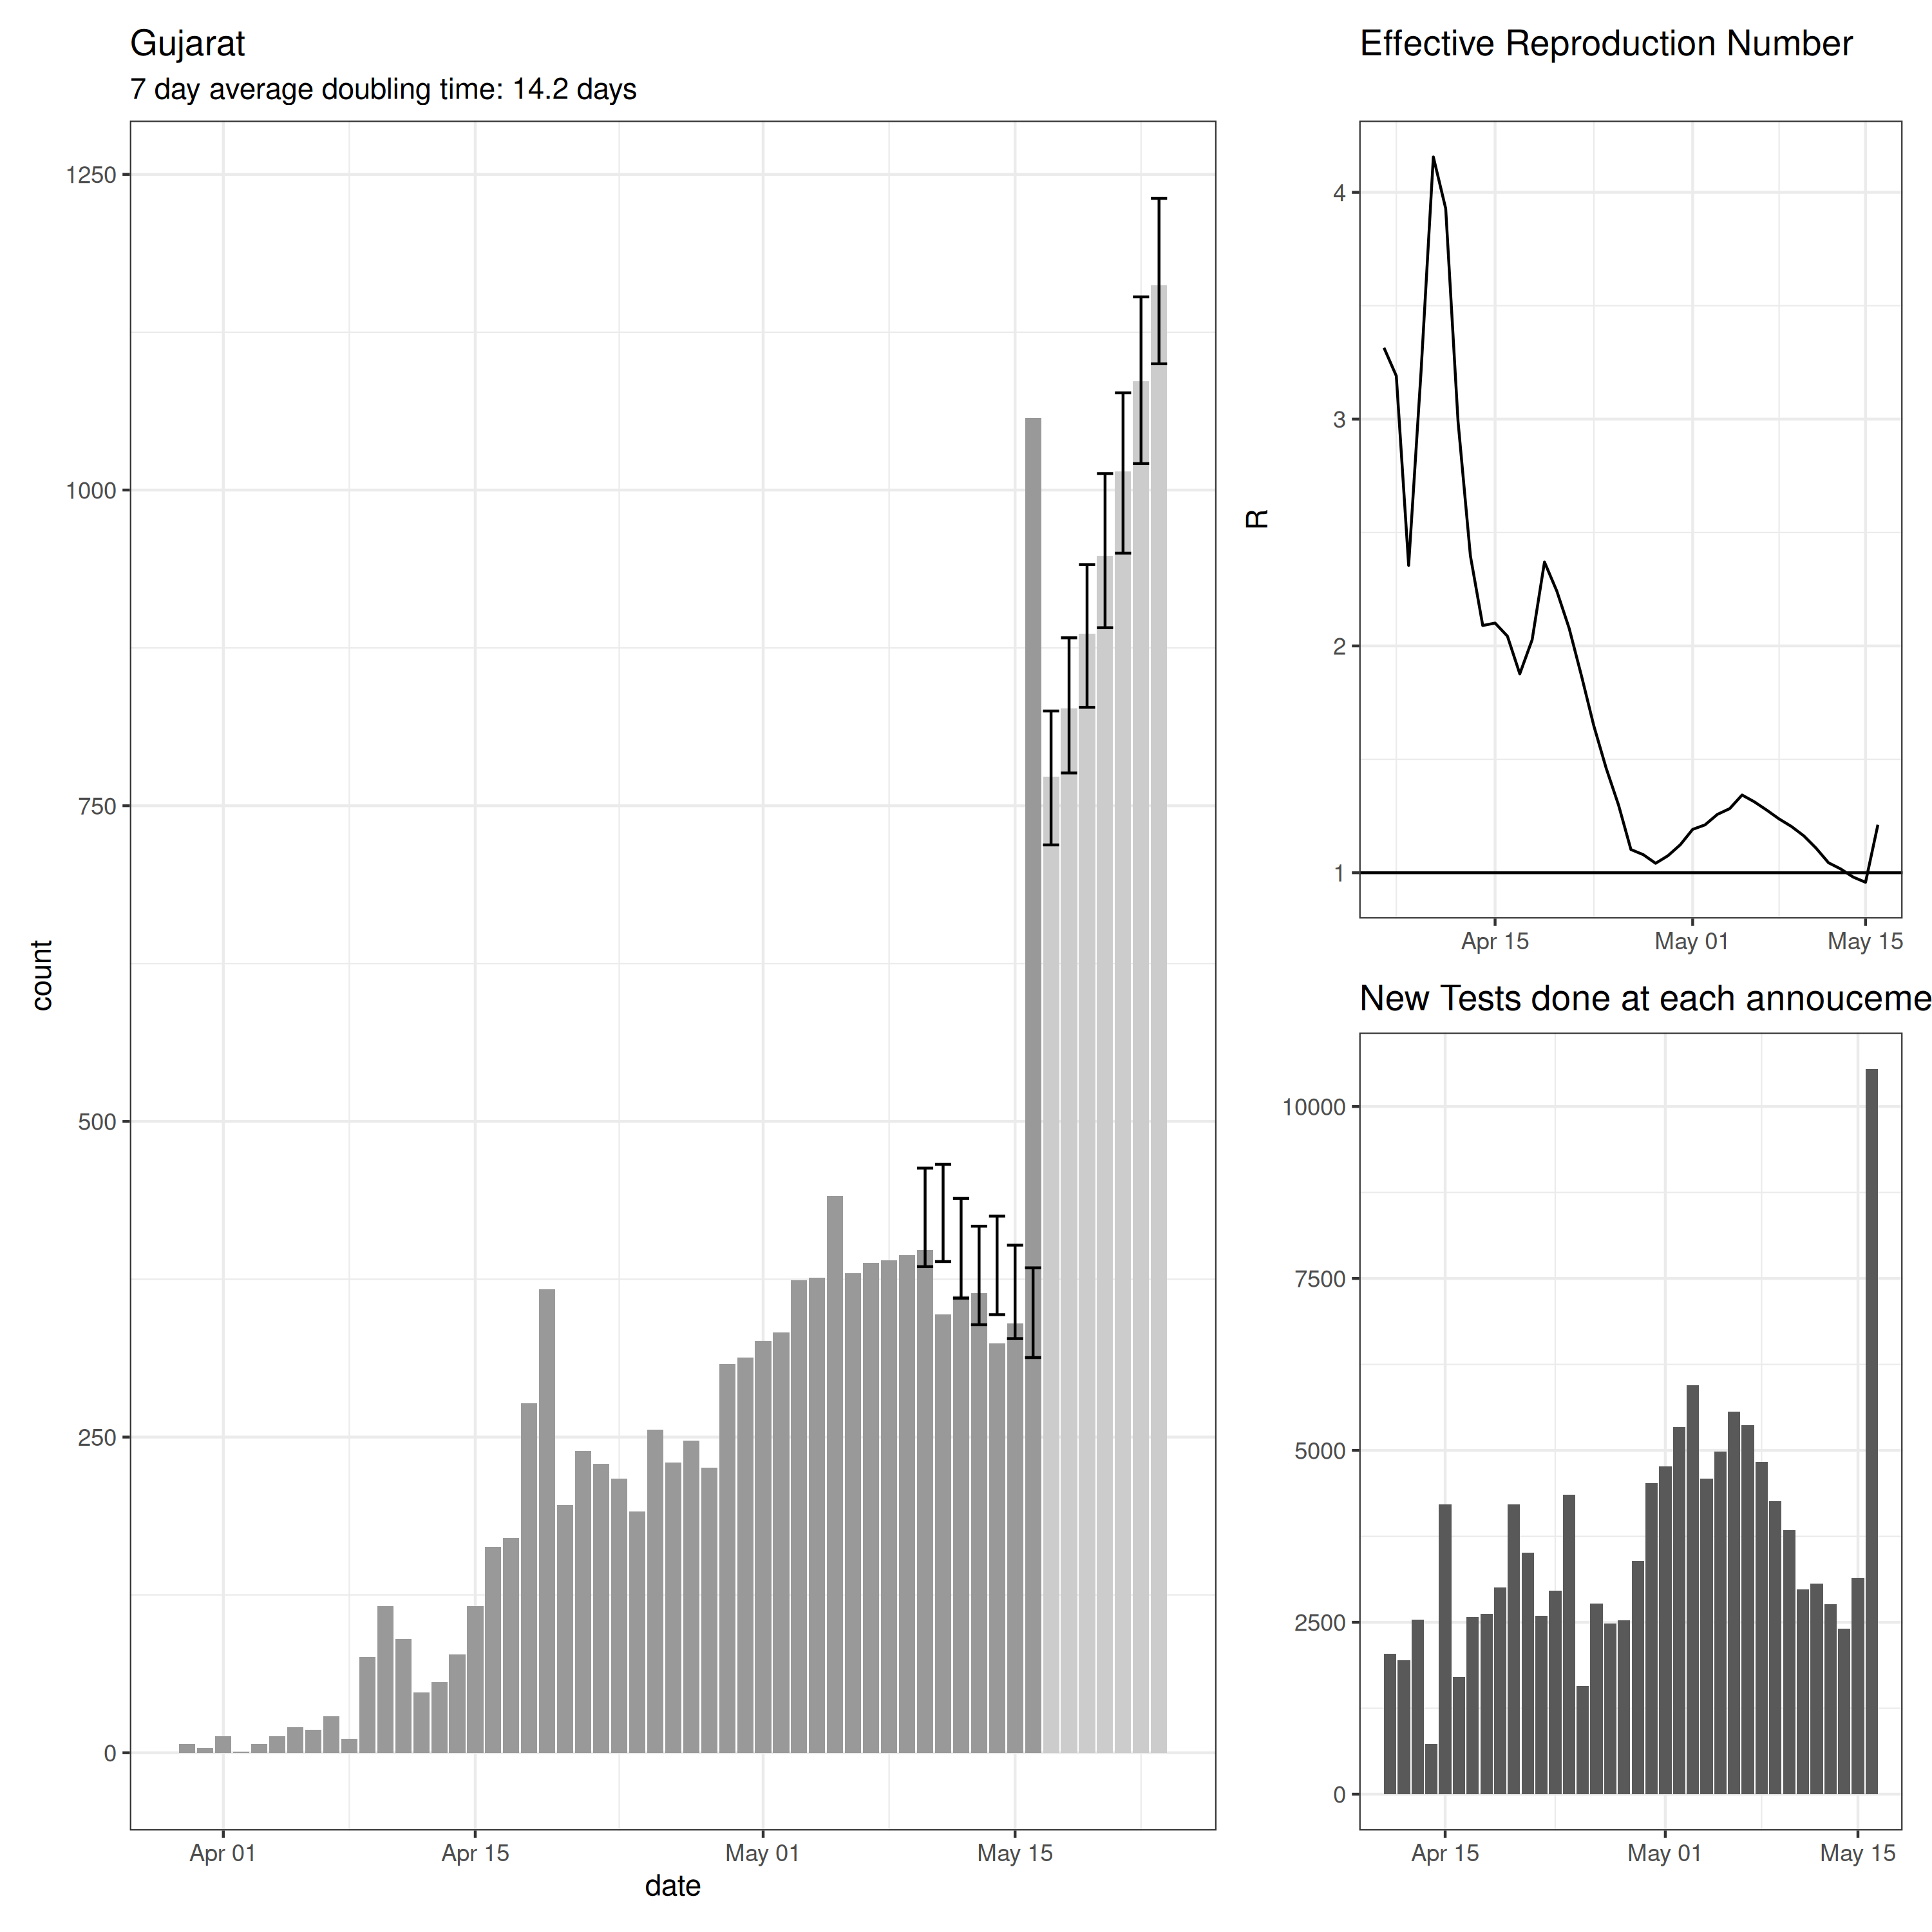 Gujarat
7 day average doubling time: 14.2 days
1250
1000
750
500
250
0
count
Apr 01 Apr 15 May 01 May 15
date
Effective Reproduction Number
4
3
2
1
R
Apr 15 May 01 May 15
New Tests done at each annouceme
10000
7500
5000
2500
0
Apr 15 May 01 May 15